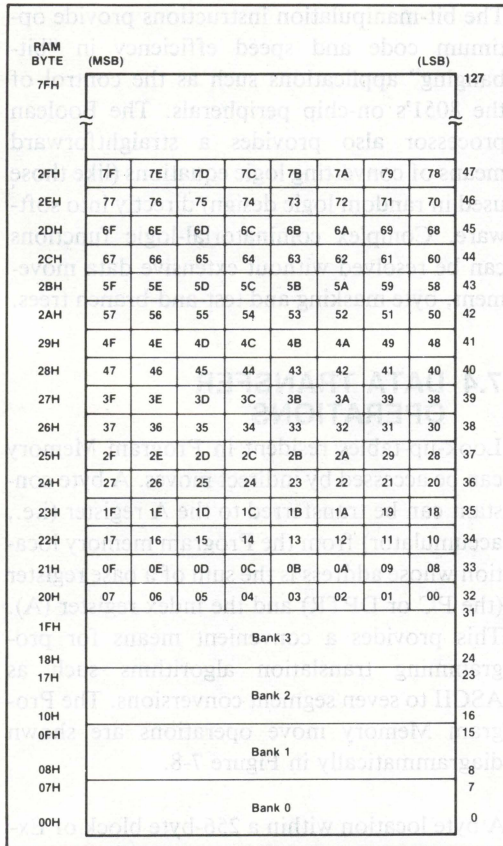 RAM
BYTE (MSB) (LSB)
7FH 127
2FH 7F 7E 7D 7C 7B 7A 79 78 47
2EH 77 76 75 74 73 72 71 70 46
2DH 6F 6E 6D 6C 6B 6A 69 68 45
2CH 67 66 65 64 63 62 61 60 44
2BH 5F 5E 5D 5C 5B 5A 59 58 43
2AH 57 56 55 54 53 52 51 50 42
29H 4F 4E 4D 4C 4B 4A 49 48 41
28H 47 46 45 44 43 42 41 40 40
27H 3F 3E 3D 3C 3B 3A 39 38 39
26H 37 36 35 34 33 32 31 30 38
25H 2F 2E 2D 2C 2B 2A 29 28 37
24H 27 26 25 24 23 22 21 20 36
23H 1F 1E 1D 1C 1B 1A 19 18 35
22H 17 16 15 14 13 12 11 10 34
21H 0F 0E 0D 0C 0B 0A 09 08 33
20H 07 06 05 04 03 02 01 00 32
1FH 31
Bank 3
18H 24
17H 23
Bank 2
10H 16
0FH 15
Bank 1
08H 8
07H 7
Bank 0
00H 0